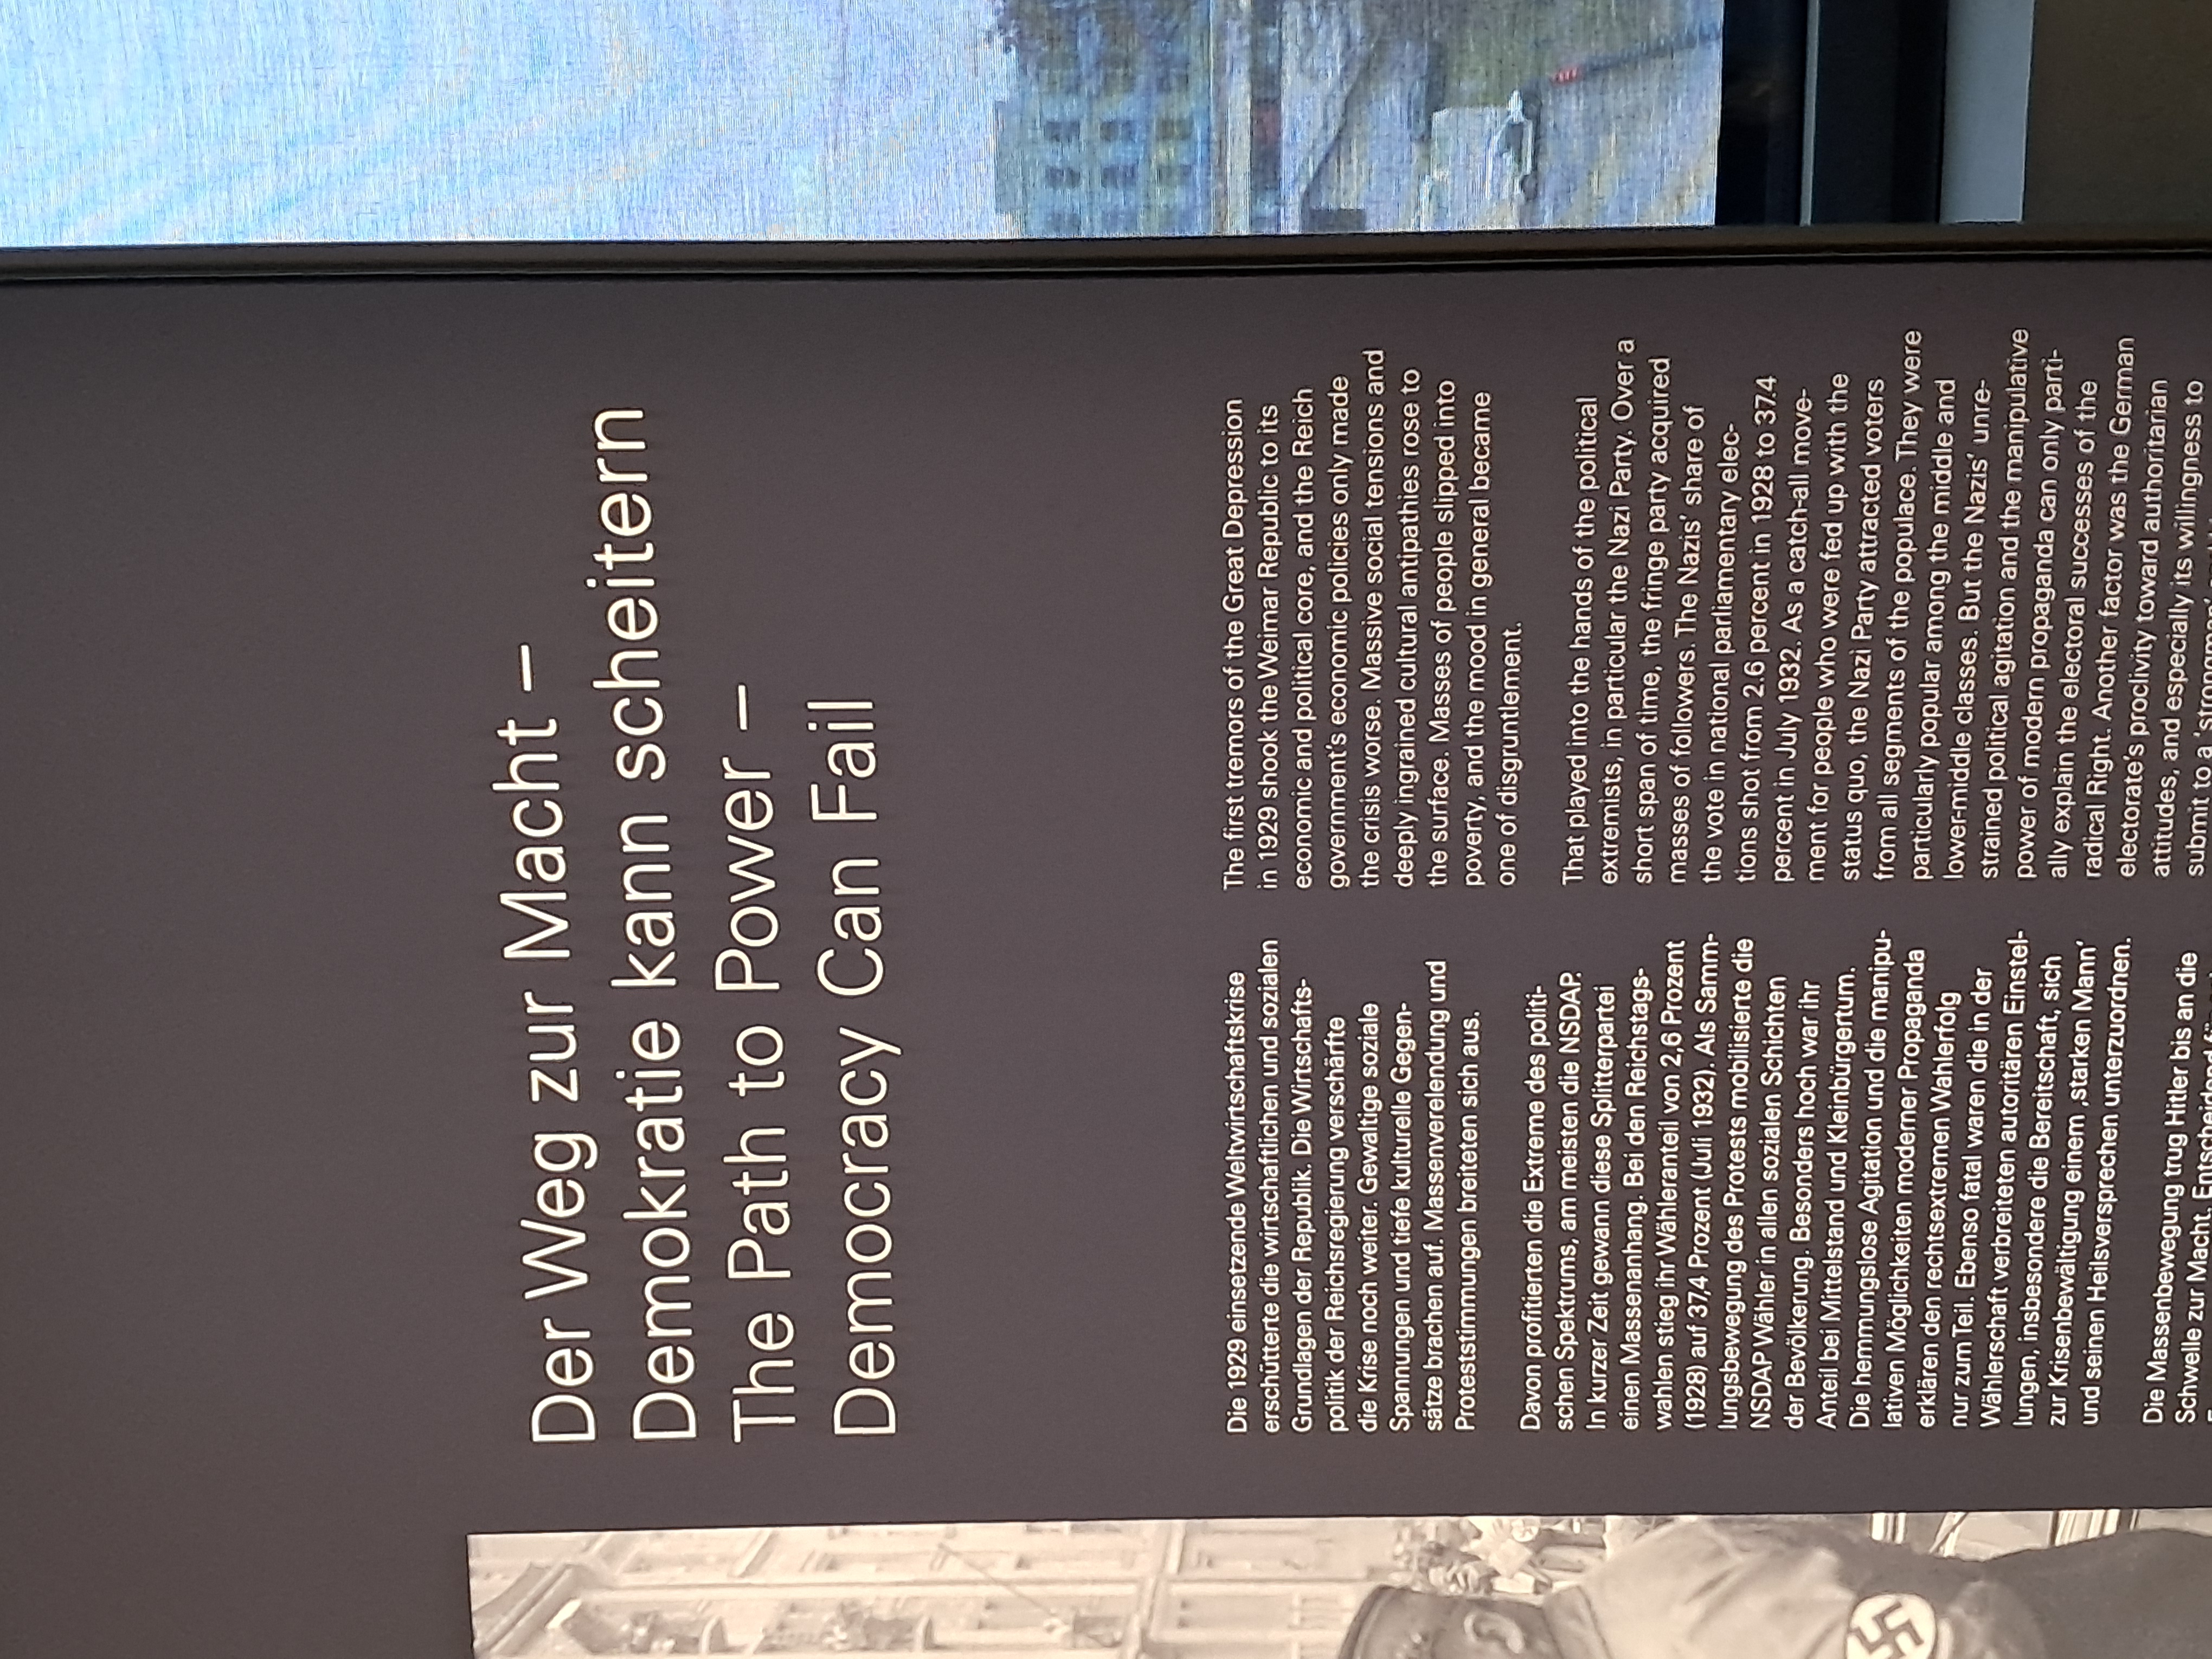 Der Weg zur Macht –
Demokratie kann scheitern
The Path to Power –
Democracy Can Fail
Die 1929 einsetzende Weltwirtschaftskrise
erschütterte die wirtschaftlichen und sozialen
Grundlagen der Republik. Die Wirtschafts-
politik der Reichsregierung verschärfte
die Krise noch weiter. Gewaltige soziale
Spannungen und tiefe kulturelle Gegen-
sätze brachen auf. Massenverelendung und
Proteststimmungen breiteten sich aus.
Davon profitierten die Extreme des politi-
schen Spektrums, am meisten die NSDAP.
In kurzer Zeit gewann diese Splitterpartei
einen Massenanhang. Bei den Reichstags-
wahlen stieg ihr Wähleranteil von 2,6 Prozent
(1928) auf 37,4 Prozent (Juli 1932). Als Samm-
lungsbewegung des Protests mobilisierte die
NSDAP Wähler in allen sozialen Schichten
der Bevölkerung. Besonders hoch war ihr
Anteil bei Mittelstand und Kleinbürgertum.
Die hemmungslose Agitation und die manipu-
lativen Möglichkeiten moderner Propaganda
erklären den rechtsextremen Wahlerfolg
nur zum Teil. Ebenso fatal waren die in der
Wählerschaft verbreiteten autoritären Einstel-
lungen, insbesondere die Bereitschaft, sich
zur Krisenbewältigung einem ‚starken Mann‘
und seinen Heilsversprechen unterzuordnen.
Die Massenbewegung trug Hitler bis an die
Schwelle zur Macht. Entscheidend für
The first tremors of the Great Depression
in 1929 shook the Weimar Republic to its
economic and political core, and the Reich
government's economic policies only made
the crisis worse. Massive social tensions and
deeply ingrained cultural antipathies rose to
the surface. Masses of people slipped into
poverty, and the mood in general became
one of disgruntlement.
That played into the hands of the political
extremists, in particular the Nazi Party. Over a
short span of time, the fringe party acquired
masses of followers. The Nazis' share of
the vote in national parliamentary elec-
tions shot from 2.6 percent in 1928 to 37.4
percent in July 1932. As a catch-all move-
ment for people who were fed up with the
status quo, the Nazi Party attracted voters
from all segments of the populace. They were
particularly popular among the middle and
lower-middle classes. But the Nazis' unre-
strained political agitation and the manipulative
power of modern propaganda can only parti-
ally explain the electoral successes of the
radical Right. Another factor was the German
electorate's proclivity toward authoritarian
attitudes, and especially its willingness to
submit to a